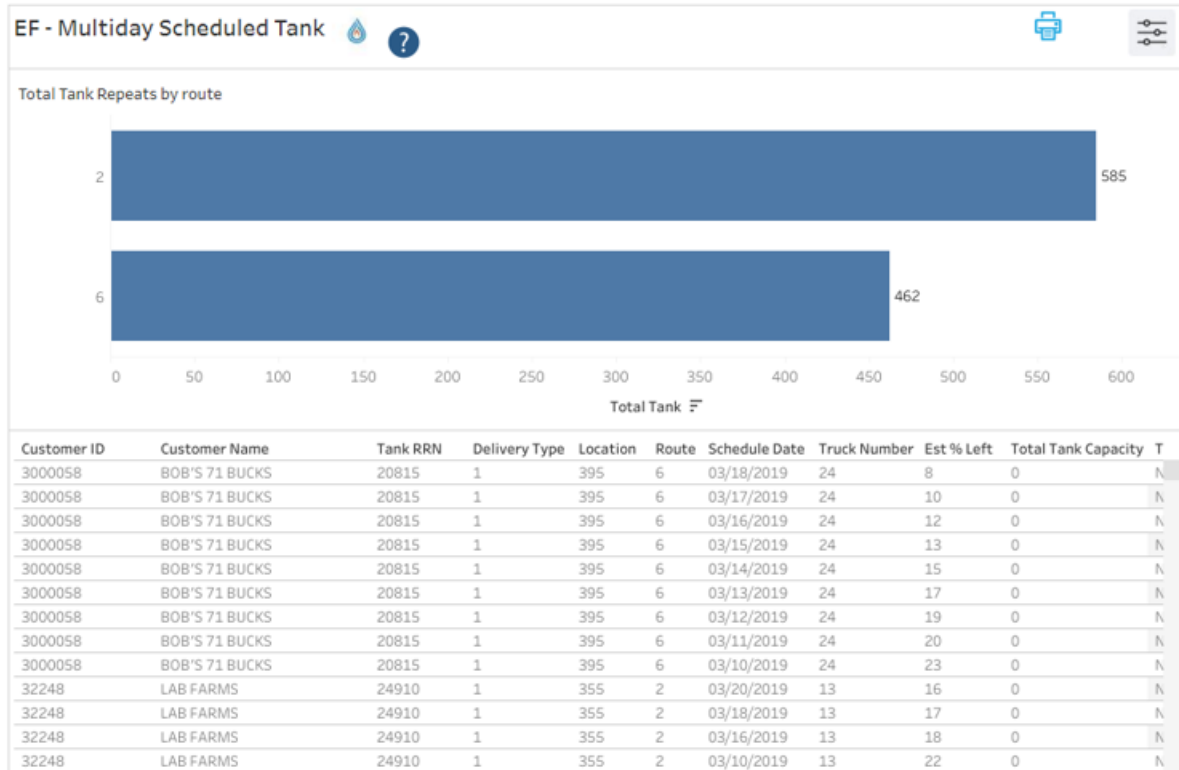 EF - Multiday Scheduled Tank ?
Total Tank Repeats by route
2 585
6 462
0 50 100 150 200 250 300 350 400 450 500 550 600
Total Tank
Customer ID Customer Name Tank RRN Delivery Type Location Route Schedule Date Truck Number Est % Left Total Tank Capacity T
3000058 BOB'S 71 BUCKS 20815 1 395 6 03/18/2019 24 8 0 N
3000058 BOB'S 71 BUCKS 20815 1 395 6 03/17/2019 24 10 0 N
3000058 BOB'S 71 BUCKS 20815 1 395 6 03/16/2019 24 12 0 N
3000058 BOB'S 71 BUCKS 20815 1 395 6 03/15/2019 24 13 0 N
3000058 BOB'S 71 BUCKS 20815 1 395 6 03/14/2019 24 15 0 N
3000058 BOB'S 71 BUCKS 20815 1 395 6 03/13/2019 24 17 0 N
3000058 BOB'S 71 BUCKS 20815 1 395 6 03/12/2019 24 19 0 N
3000058 BOB'S 71 BUCKS 20815 1 395 6 03/11/2019 24 20 0 N
3000058 BOB'S 71 BUCKS 20815 1 395 6 03/10/2019 24 23 0 N
32248 LAB FARMS 24910 1 355 2 03/20/2019 13 16 0 N
32248 LAB FARMS 24910 1 355 2 03/18/2019 13 17 0 N
32248 LAB FARMS 24910 1 355 2 03/16/2019 13 18 0 N
32248 LAB FARMS 24910 1 355 2 03/10/2019 13 22 0 N